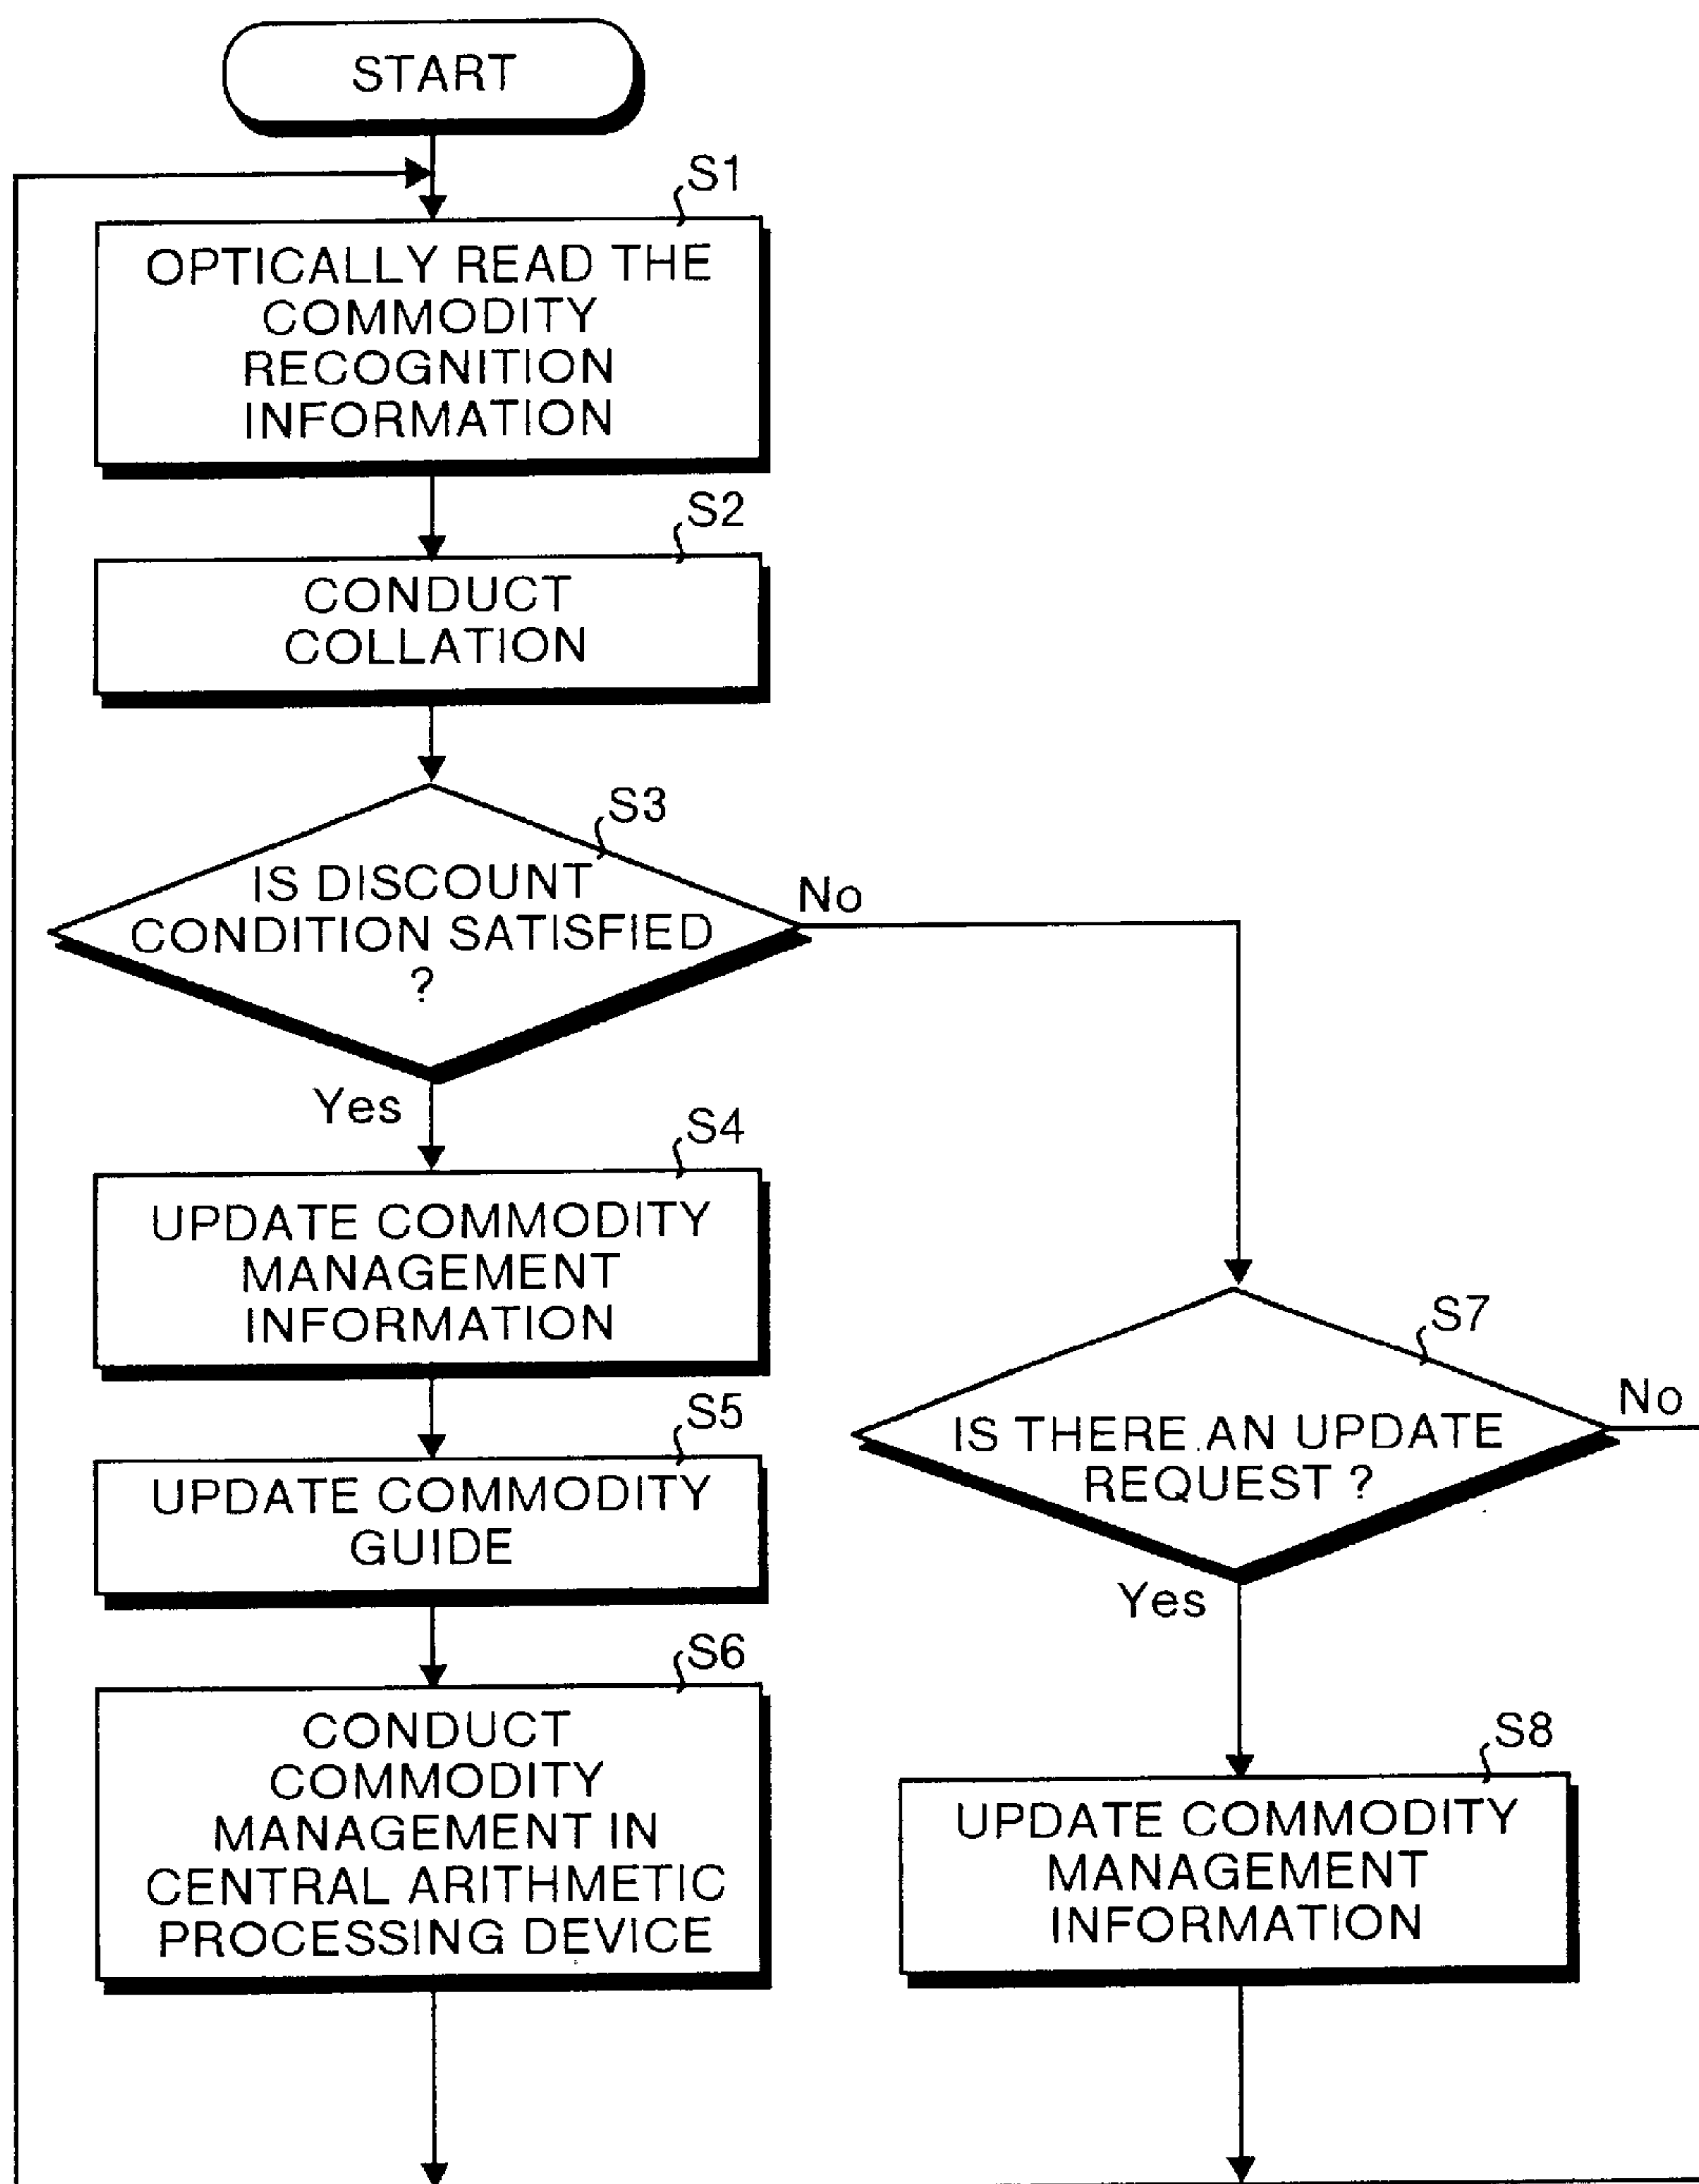 START
S1
OPTICALLY READ THE
COMMODITY
RECOGNITION
INFORMATION
S2
CONDUCT
COLLATION
S3
IS DISCOUNT
CONDITION SATISFIED
?
No
Yes
S4
UPDATE COMMODITY
MANAGEMENT
INFORMATION
S5
UPDATE COMMODITY
GUIDE
S6
CONDUCT
COMMODITY
MANAGEMENT IN
CENTRAL ARITHMETIC
PROCESSING DEVICE
S7
IS THERE AN UPDATE
REQUEST ?
No
Yes
S8
UPDATE COMMODITY
MANAGEMENT
INFORMATION